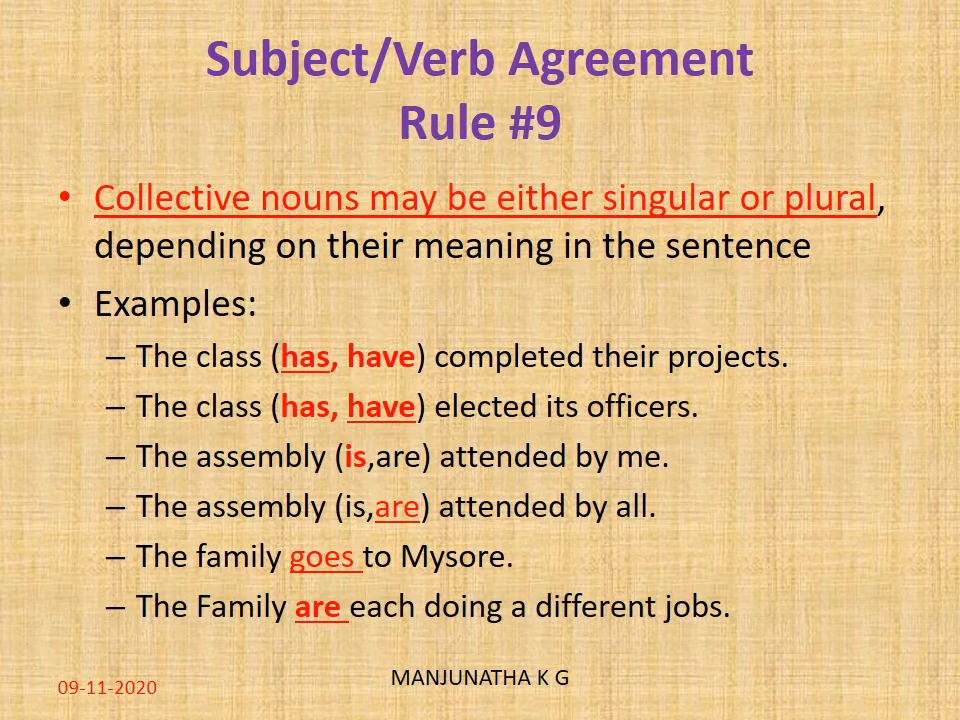 Subject/Verb Agreement
Rule #9
• Collective nouns may be either singular or plural,
depending on their meaning in the sentence
• Examples:
– The class (has, have) completed their projects.
– The class (has, have) elected its officers.
– The assembly (is,are) attended by me.
– The assembly (is,are) attended by all.
– The family goes to Mysore.
– The Family are each doing a different jobs.
MANJUNATHA K G
09-11-2020